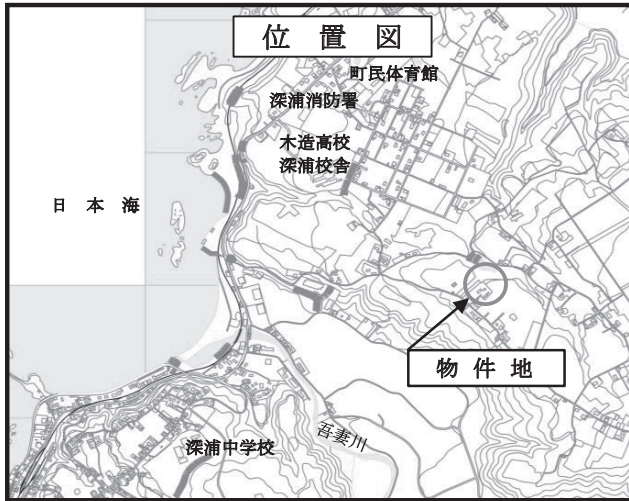 位置図
町民体育館
深浦消防署
木造高校
深浦校舎
日本海
物件地
吾妻川
深浦中学校